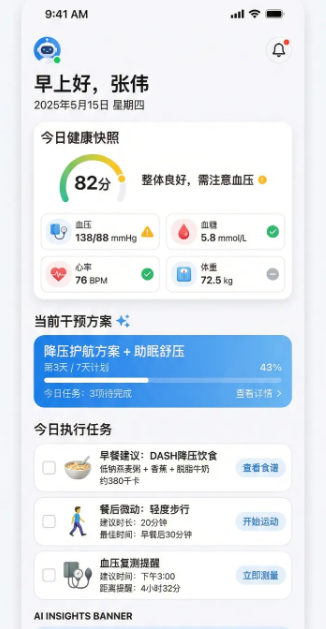 9:41 AM
早上好，张伟
2025年5月15日 星期四
今日健康快照
82分
整体良好，需注意血压
血压
138/88 mmHg
血糖
5.8 mmol/L
心率
76 BPM
体重
72.5 kg
当前干预方案
降压护航方案 + 助眠舒压
第3天 / 7天计划
43%
今日任务：3项待完成
查看详情 >
今日执行任务
早餐建议：DASH降压饮食
低钠燕麦粥 + 香蕉 + 脱脂牛奶
约380千卡
查看食谱
餐后微动：轻度步行
建议时长：20分钟
最佳时间：早餐后30分钟
开始运动
血压复测提醒
建议时间：下午3:00
距离提醒：4小时32分
立即测量
AI INSIGHTS BANNER